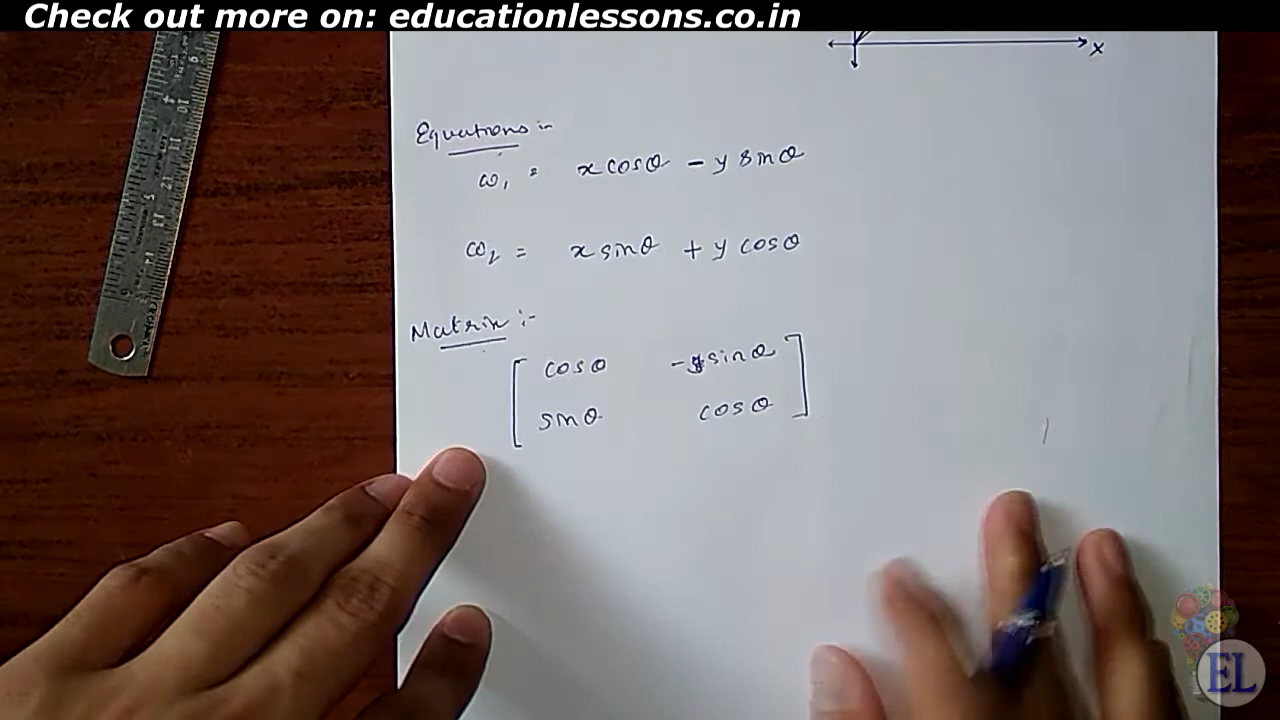 Check out more on: educationlessons.co.in
X
Equations :-
ω₁ = x cosθ - y sinθ
ω₂ = x sinθ + y cosθ
Matrix :-
cosθ -sinθ
sinθ cosθ
EL